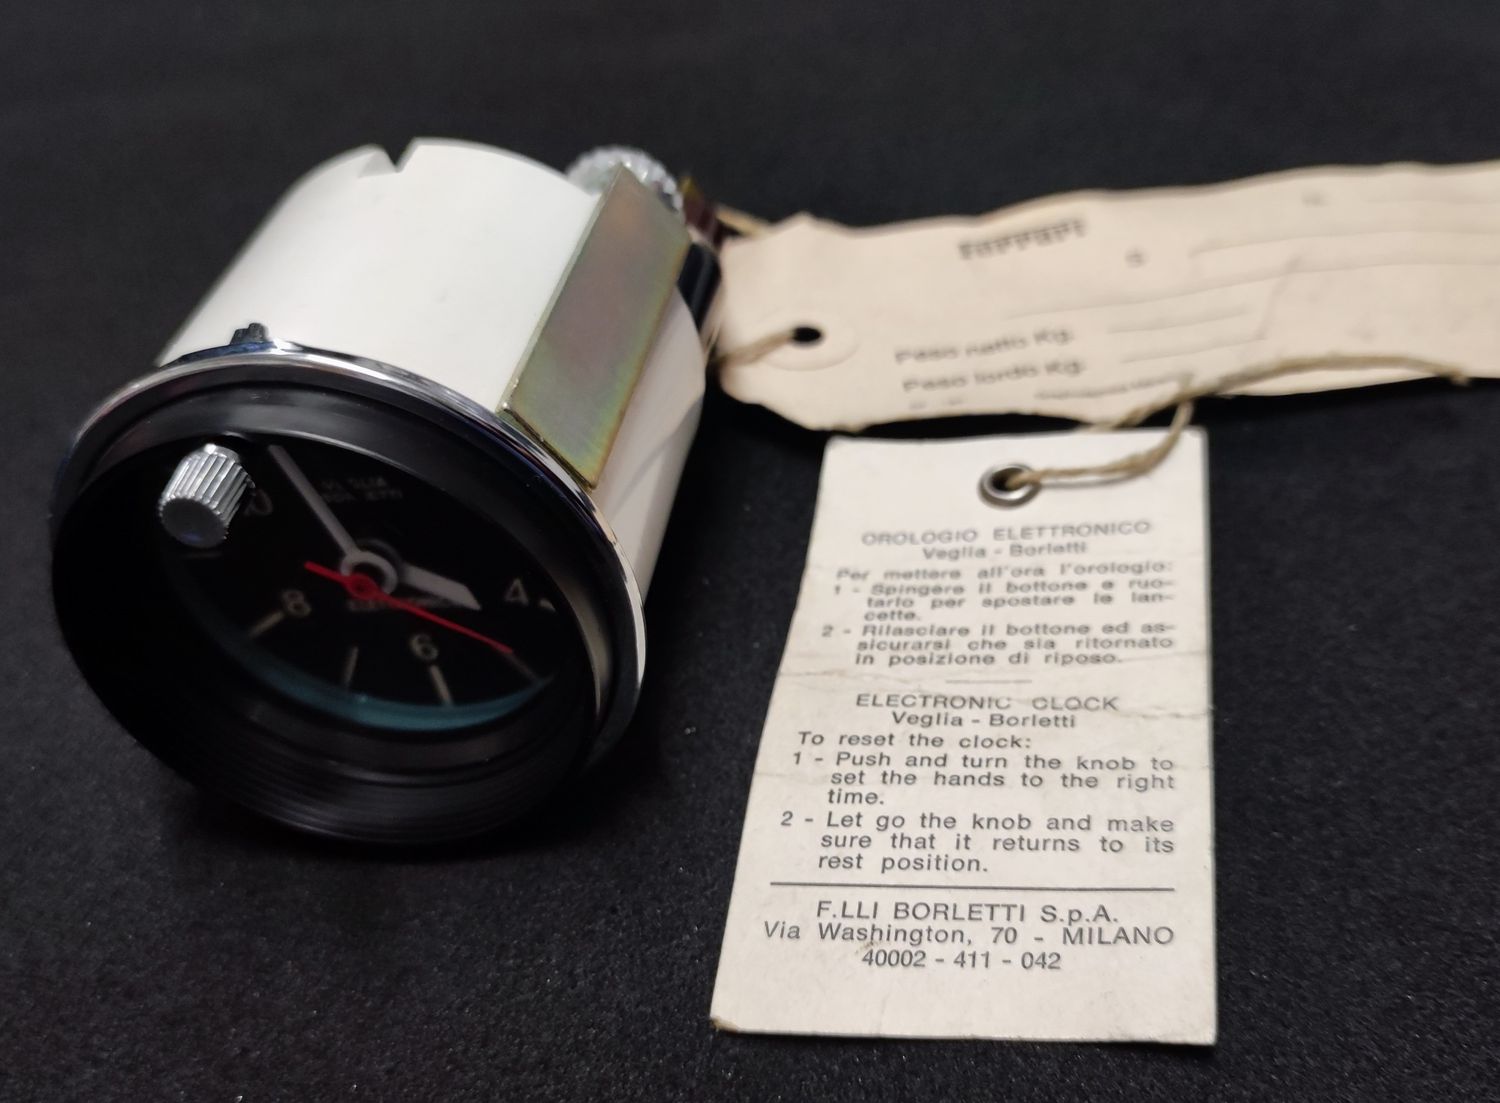 Ferrari
Peso netto Kg.
Peso lordo Kg.
8
6
4
OROLOGIO ELETTRONICO
Veglia - Borletti
Per mettere all'ora l'orologio:
1 - Spingere il bottone e ruo-
tarlo per spostare le lan-
cette.
2 - Rilasciare il bottone ed as-
sicurarsi che sia ritornato
in posizione di riposo.
ELECTRONIC CLOCK
Veglia - Borletti
To reset the clock:
1 - Push and turn the knob to
set the hands to the right
time.
2 - Let go the knob and make
sure that it returns to its
rest position.
F.LLI BORLETTI S.p.A.
Via Washington, 70 - MILANO
40002 - 411 - 042